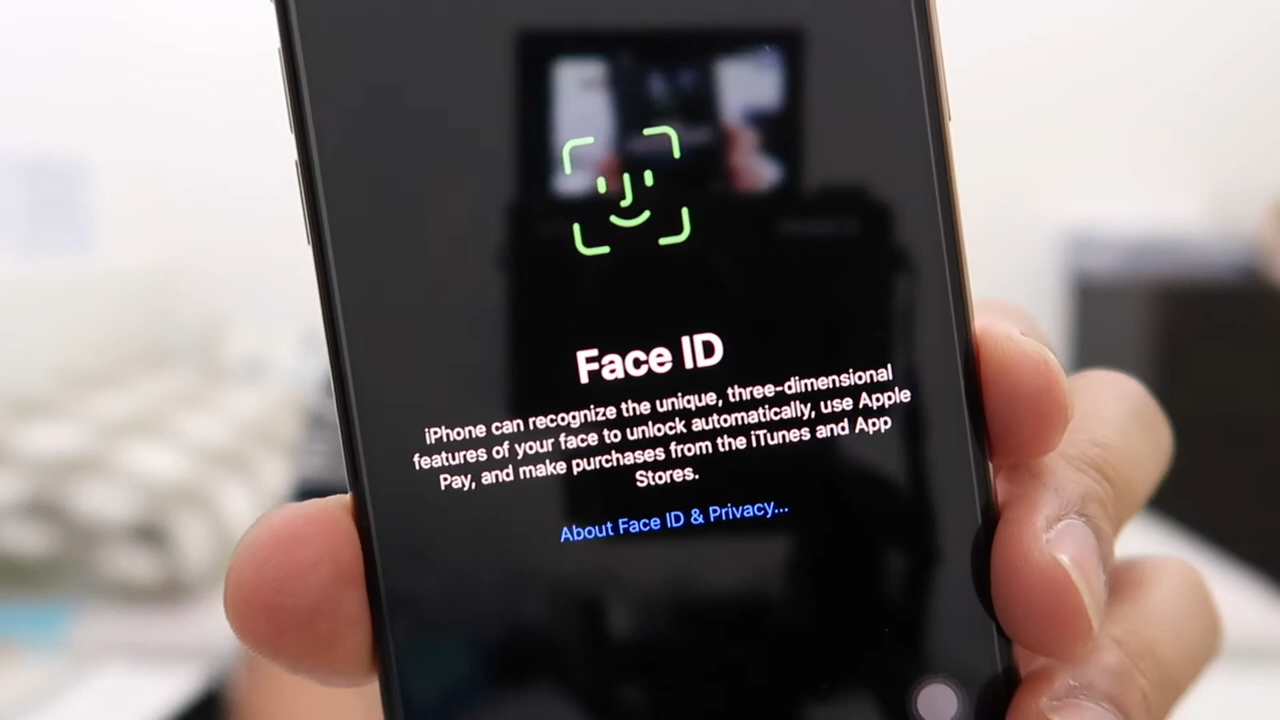 Face ID
iPhone can recognize the unique, three-dimensional
features of your face to unlock automatically, use Apple
Pay, and make purchases from the iTunes and App
Stores.
About Face ID & Privacy...